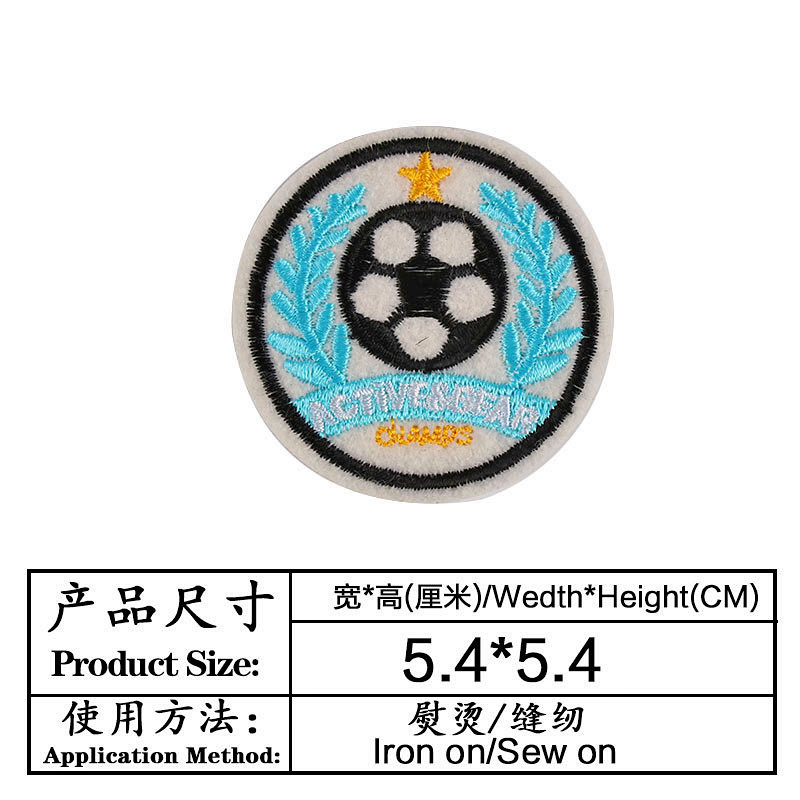 ACTIVE&GEAR
champs
产品尺寸
Product Size:
宽*高(厘米)/Wedth*Height(CM)
5.4*5.4
使用方法：
Application Method:
熨烫/缝纫
Iron on/Sew on